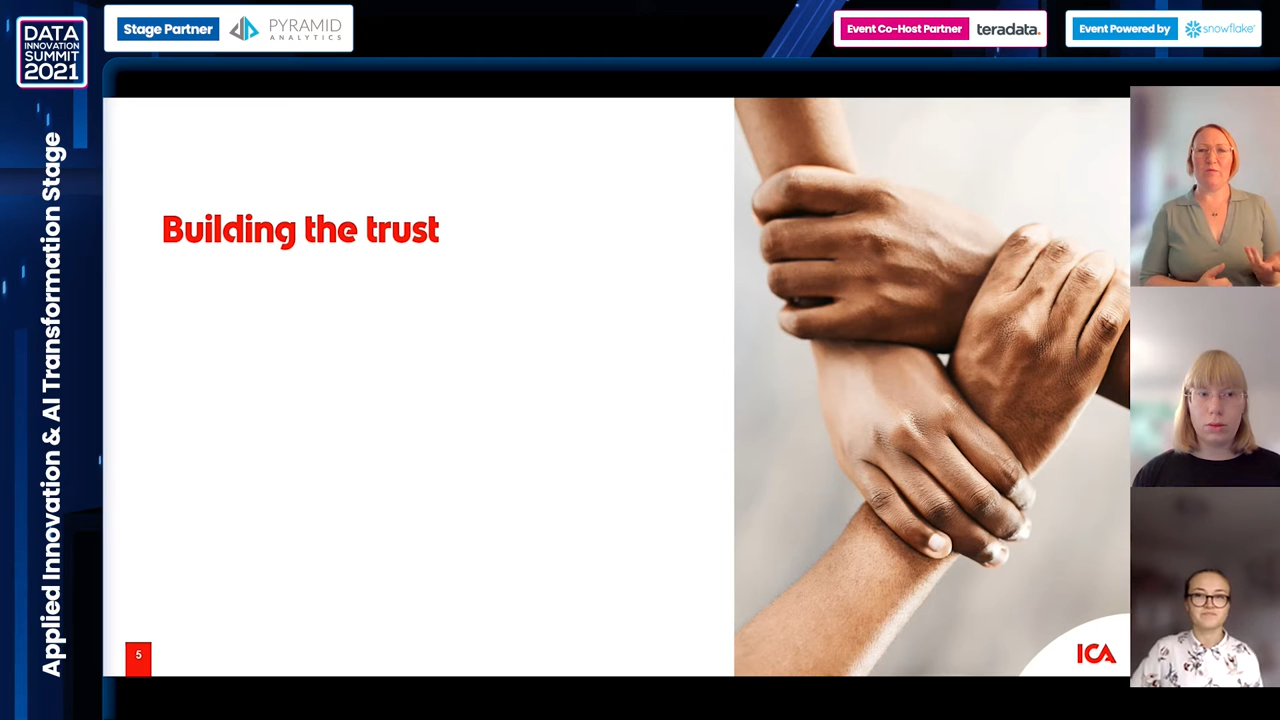 DATA
INNOVATION
SUMMIT
2021
Stage Partner
PYRAMID
ANALYTICS
Event Co-Host Partner
teradata.
Event Powered by
snowflake
Applied Innovation & AI Transformation Stage
Building the trust
5
ICA